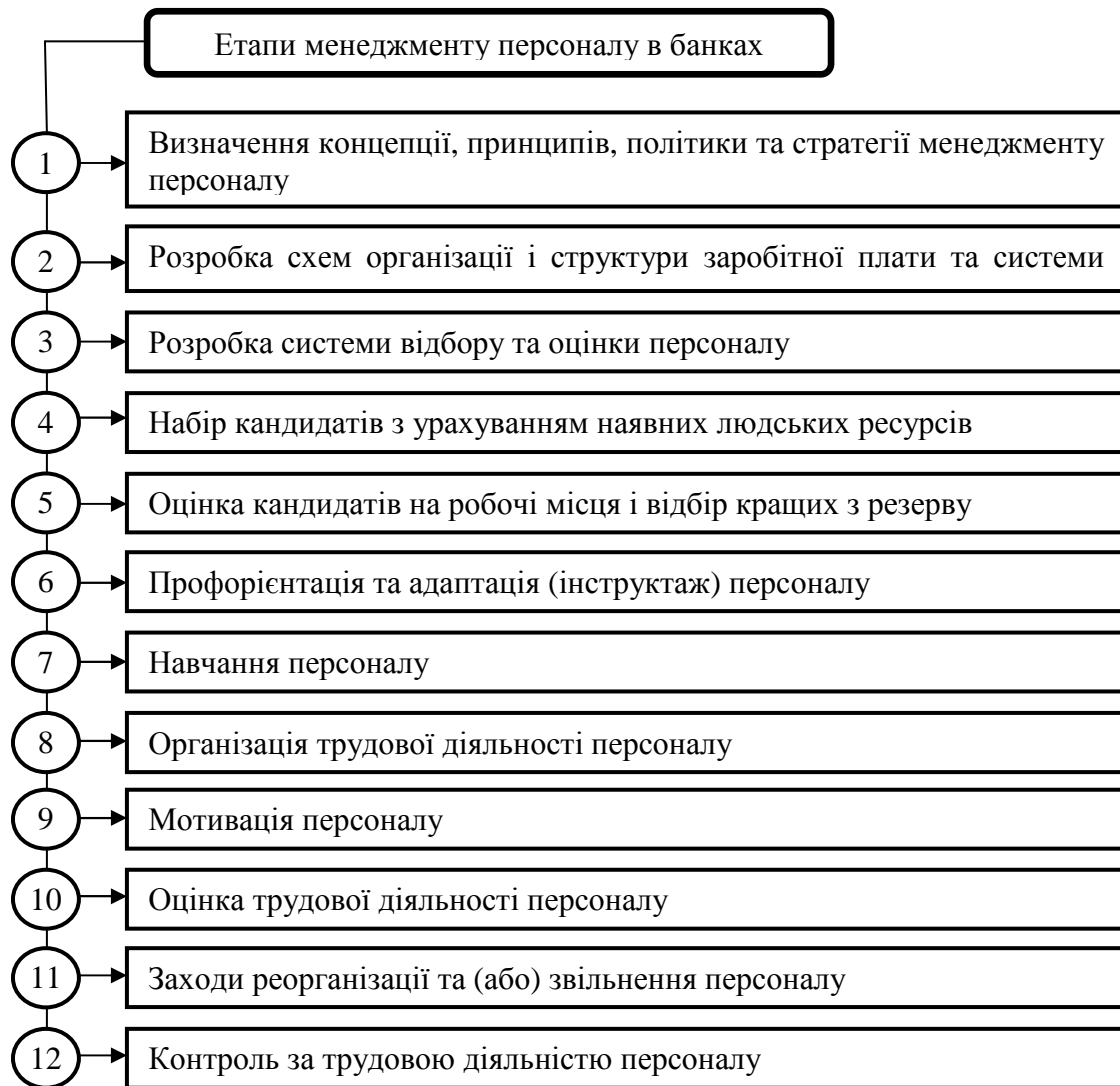 Етапи менеджменту персоналу в банках
1
Визначення концепції, принципів, політики та стратегії менеджменту
персоналу
2
Розробка схем організації і структури заробітної плати та системи
3
Розробка системи відбору та оцінки персоналу
4
Набір кандидатів з урахуванням наявних людських ресурсів
5
Оцінка кандидатів на робочі місця і відбір кращих з резерву
6
Профорієнтація та адаптація (інструктаж) персоналу
7
Навчання персоналу
8
Організація трудової діяльності персоналу
9
Мотивація персоналу
10
Оцінка трудової діяльності персоналу
11
Заходи реорганізації та (або) звільнення персоналу
12
Контроль за трудовою діяльністю персоналу